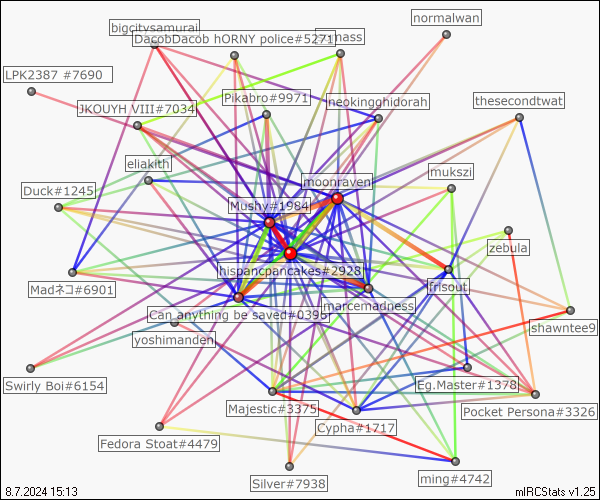 normalwan
bigcitysamurai
DacobDacob hORNY police#5271
nass
LPK2387 #7690
Pikabro#9971
neokingghidorah
thesecondtwat
JKOUYH VIII#7034
eliakith
mukszi
moonraven
Duck#1245
Mushy#1984
zebula
hispancpancakes#2928
Madネコ#6901
frisout
marcemadness
Can anything be saved#0396
shawntee9
yoshimanden
Swirly Boi#6154
Eg.Master#1378
Majestic#3375
Pocket Persona#3326
Cypha#1717
Fedora Stoat#4479
ming#4742
Silver#7938
8.7.2024 15:13
mIRCStats v1.25